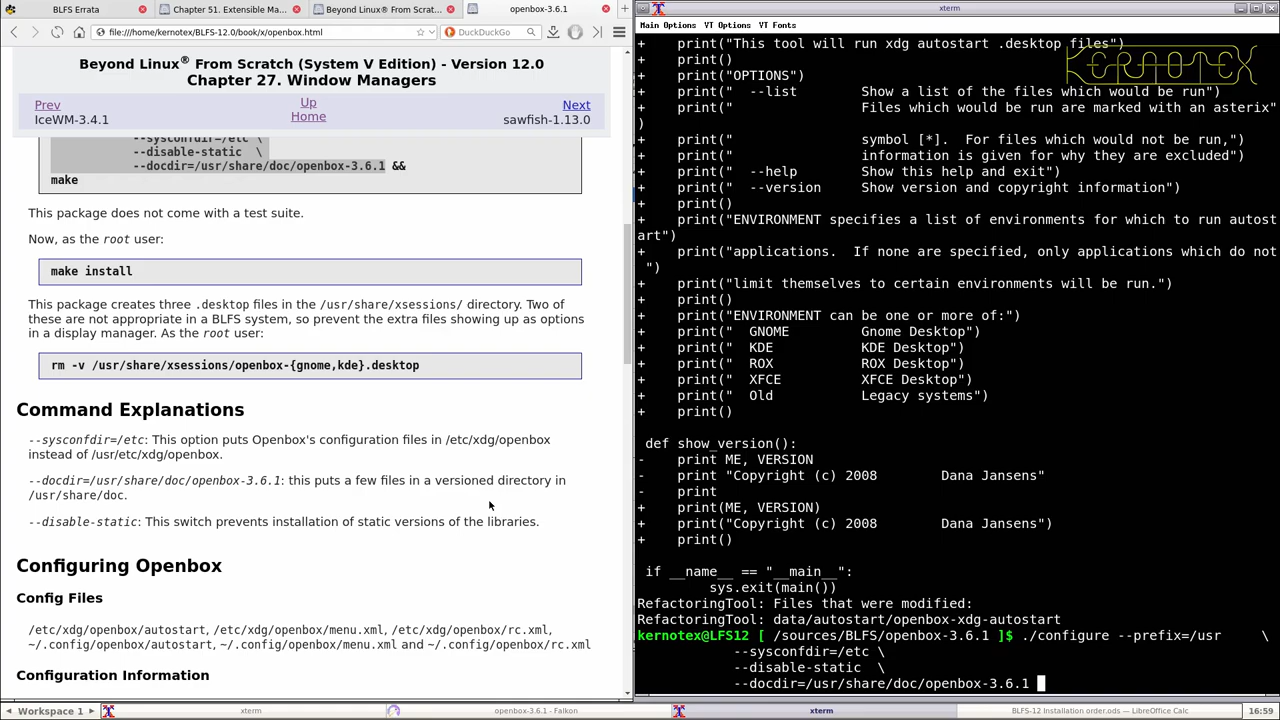 BLFS Errata
Chapter 51. Extensible Ma...
Beyond Linux® From Scrat...
openbox-3.6.1
file:///home/kernotex/BLFS-12.0/book/x/openbox.html
DuckDuckGo
Beyond Linux® From Scratch (System V Edition) - Version 12.0
Chapter 27. Window Managers
Prev
Up
Next
IceWM-3.4.1
Home
sawfish-1.13.0
--sysconfdir=/etc \
--disable-static \
--docdir=/usr/share/doc/openbox-3.6.1 &&
make
This package does not come with a test suite.
Now, as the root user:
make install
This package creates three .desktop files in the /usr/share/xsessions/ directory. Two of
these are not appropriate in a BLFS system, so prevent the extra files showing up as options
in a display manager. As the root user:
rm -v /usr/share/xsessions/openbox-{gnome,kde}.desktop
Command Explanations
--sysconfdir=/etc: This option puts Openbox's configuration files in /etc/xdg/openbox
instead of /usr/etc/xdg/openbox.
--docdir=/usr/share/doc/openbox-3.6.1: this puts a few files in a versioned directory in
/usr/share/doc.
--disable-static: This switch prevents installation of static versions of the libraries.
Configuring Openbox
Config Files
/etc/xdg/openbox/autostart, /etc/xdg/openbox/menu.xml, /etc/xdg/openbox/rc.xml,
~/.config/openbox/autostart, ~/.config/openbox/menu.xml and ~/.config/openbox/rc.xml
Configuration Information
xterm
Main Options VT Options VT Fonts
KERNOTEX
+    print("This tool will run xdg autostart .desktop files")
+    print()
+    print("OPTIONS")
+    print("  --list        Show a list of the files which would be run")
+    print("                Files which would be run are marked with an asterix"
)
+    print("                symbol [*].  For files which would not be run,")
+    print("                information is given for why they are excluded")
+    print("  --help        Show this help and exit")
+    print("  --version     Show version and copyright information")
+    print()
+    print("ENVIRONMENT specifies a list of environments for which to run autost
art")
+    print("applications.  If none are specified, only applications which do not
 ")
+    print("limit themselves to certain environments will be run.")
+    print()
+    print("ENVIRONMENT can be one or more of:")
+    print("  GNOME         Gnome Desktop")
+    print("  KDE           KDE Desktop")
+    print("  ROX           ROX Desktop")
+    print("  XFCE          XFCE Desktop")
+    print("  Old           Legacy systems")
+    print()
 def show_version():
-    print ME, VERSION
-    print "Copyright (c) 2008        Dana Jansens"
-    print
+    print(ME, VERSION)
+    print("Copyright (c) 2008        Dana Jansens")
+    print()
 if __name__ == "__main__":
         sys.exit(main())
RefactoringTool: Files that were modified:
RefactoringTool: data/autostart/openbox-xdg-autostart
kernotex@LFS12 [ /sources/BLFS/openbox-3.6.1 ]$ ./configure --prefix=/usr     \
            --sysconfdir=/etc \
            --disable-static  \
            --docdir=/usr/share/doc/openbox-3.6.1
Workspace 1
xterm
openbox-3.6.1 - Falkon
xterm
BLFS-12 Installation order.ods — LibreOffice Calc
16:59